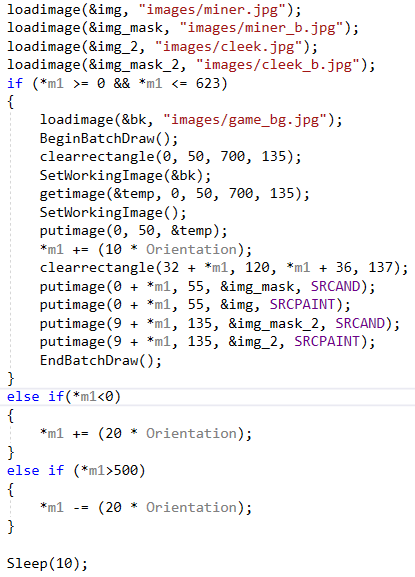 loadimage(&img, "images/miner.jpg");
loadimage(&img_mask, "images/miner_b.jpg");
loadimage(&img_2, "images/cleek.jpg");
loadimage(&img_mask_2, "images/cleek_b.jpg");
if (*m1 >= 0 && *m1 <= 623)
{
    loadimage(&bk, "images/game_bg.jpg");
    BeginBatchDraw();
    clearrectangle(0, 50, 700, 135);
    SetWorkingImage(&bk);
    getimage(&temp, 0, 50, 700, 135);
    SetWorkingImage();
    putimage(0, 50, &temp);
    *m1 += (10 * Orientation);
    clearrectangle(32 + *m1, 120, *m1 + 36, 137);
    putimage(0 + *m1, 55, &img_mask, SRCAND);
    putimage(0 + *m1, 55, &img, SRCPAINT);
    putimage(9 + *m1, 135, &img_mask_2, SRCAND);
    putimage(9 + *m1, 135, &img_2, SRCPAINT);
    EndBatchDraw();
}
else if(*m1<0)
{
    *m1 += (20 * Orientation);
}
else if (*m1>500)
{
    *m1 -= (20 * Orientation);
}
Sleep(10);